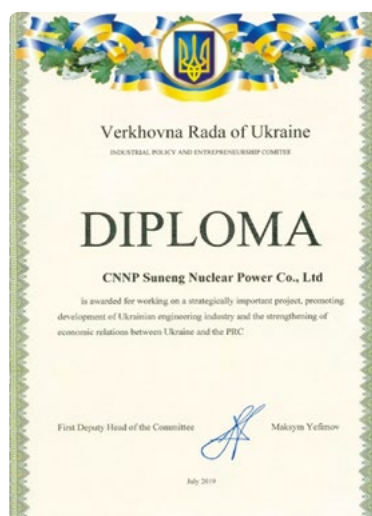 Verkhovna Rada of Ukraine
INDUSTRIAL POLICY AND ENTREPRENEURSHIP COMITEE
DIPLOMA
CNNP Suneng Nuclear Power Co., Ltd
is awarded for working on a strategically important project, promoting
development of Ukrainian engineering industry and the strengthening of
economic relations between Ukraine and the PRC
First Deputy Head of the Committee Maksym Yefimov
July 2019